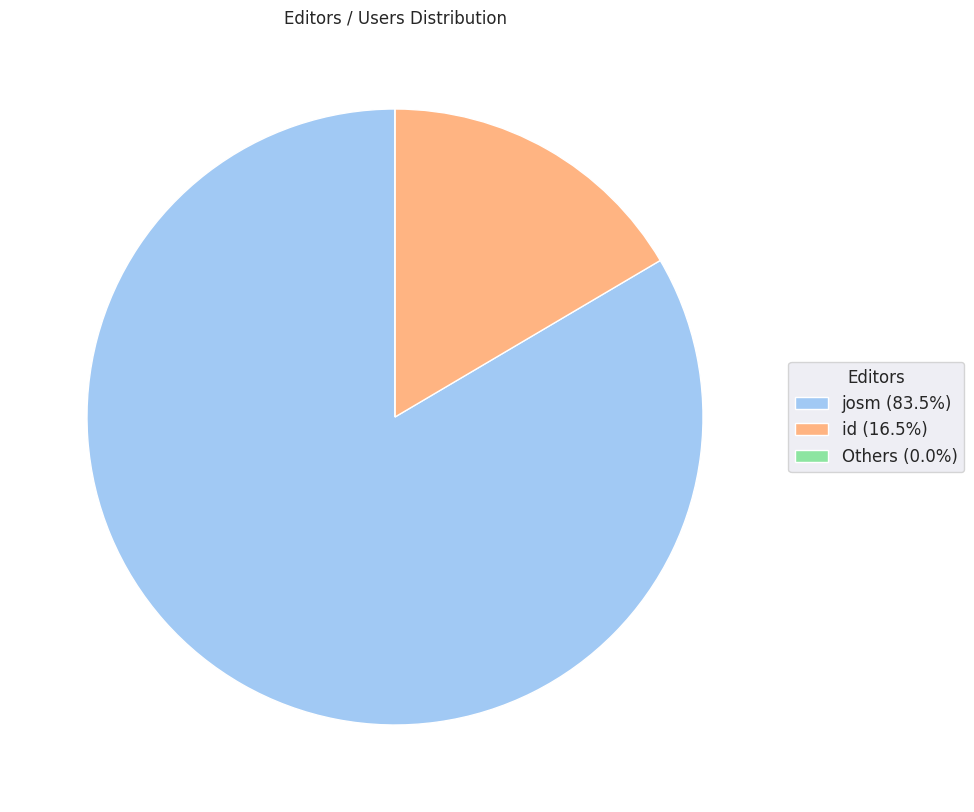 Editors / Users Distribution
Editors
josm (83.5%)
id (16.5%)
Others (0.0%)